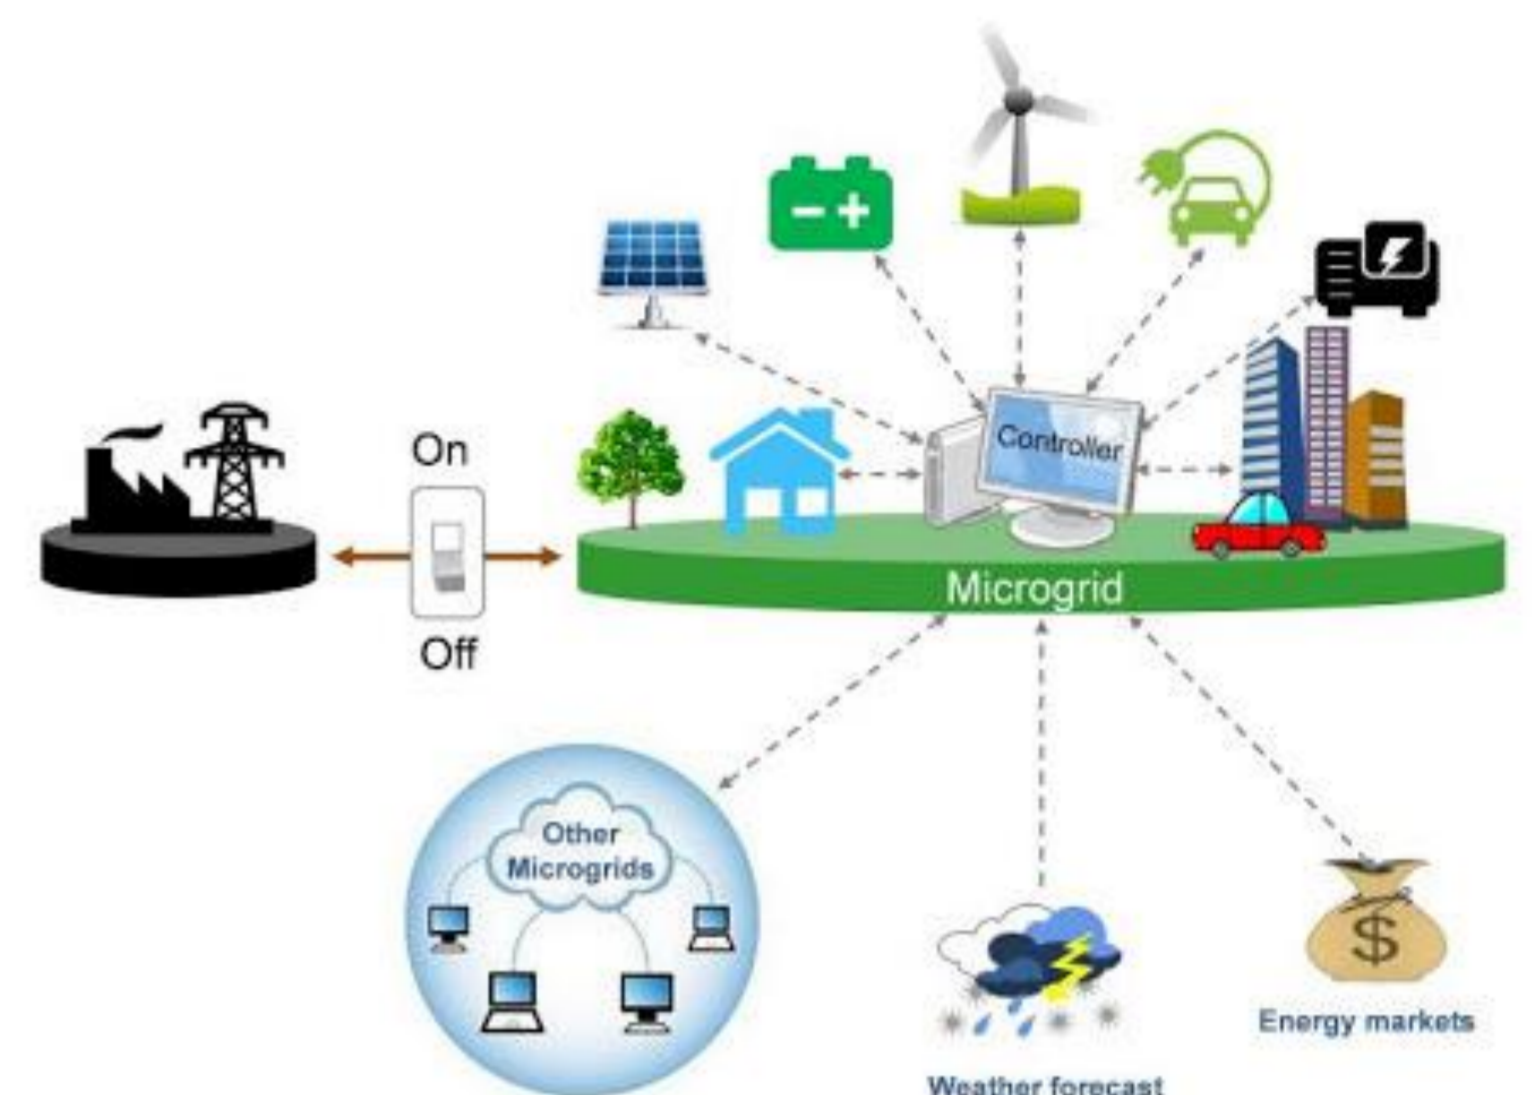 On
Controller
Microgrid
Off
Other
Microgrids
$
Energy markets
Weather forecast